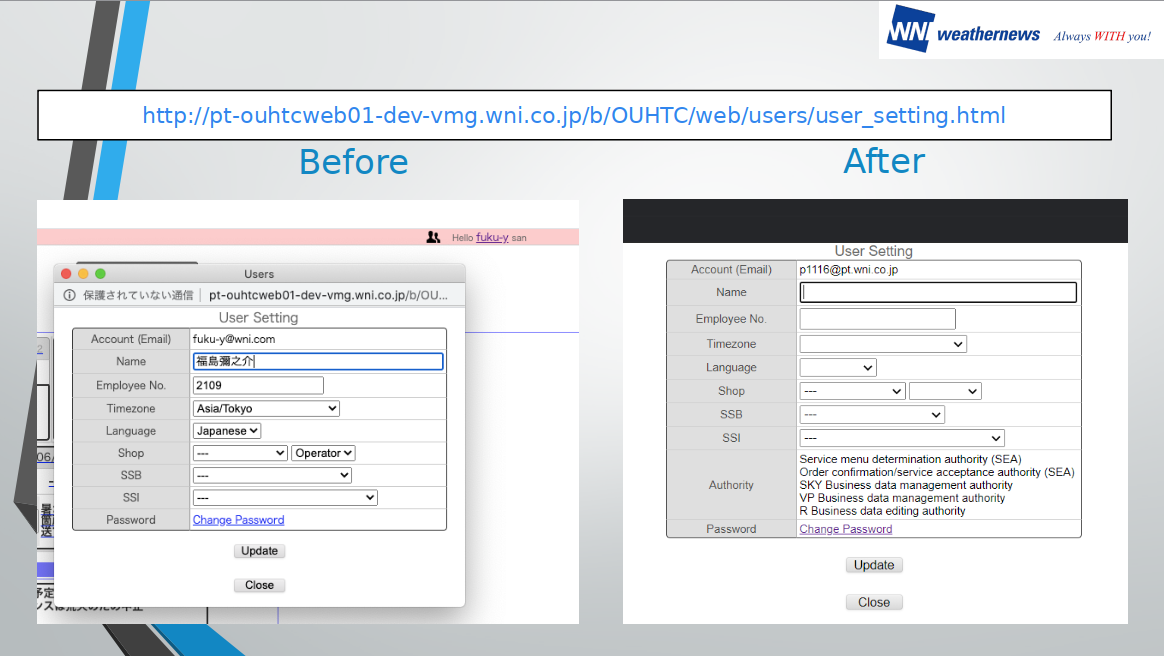 WNI weathernews Always WITH you!
http://pt-ouhtcweb01-dev-vmg.wni.co.jp/b/OUHTC/web/users/user_setting.html
Before
After
Hello fuku-y san
Users
保護されていない通信 pt-ouhtcweb01-dev-vmg.wni.co.jp/b/OU...
User Setting
Account (Email) fuku-y@wni.com
Name 福島彌之介
Employee No. 2109
Timezone Asia/Tokyo
Language Japanese
Shop --- Operator
SSB ---
SSI ---
Password Change Password
Update
Close
2
06/
送
予定
User Setting
Account (Email) p1116@pt.wni.co.jp
Name
Employee No.
Timezone
Language
Shop ---
SSB ---
SSI ---
Authority
Service menu determination authority (SEA)
Order confirmation/service acceptance authority (SEA)
SKY Business data management authority
VP Business data management authority
R Business data editing authority
Password Change Password
Update
Close